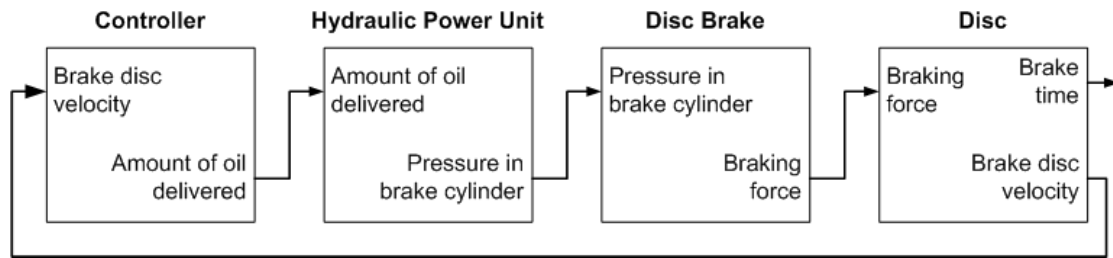 Controller
Hydraulic Power Unit
Disc Brake
Disc
Brake disc
velocity
Amount of oil
delivered
Amount of oil
delivered
Pressure in
brake cylinder
Pressure in
brake cylinder
Braking
force
Braking
force
Brake
time
Brake disc
velocity